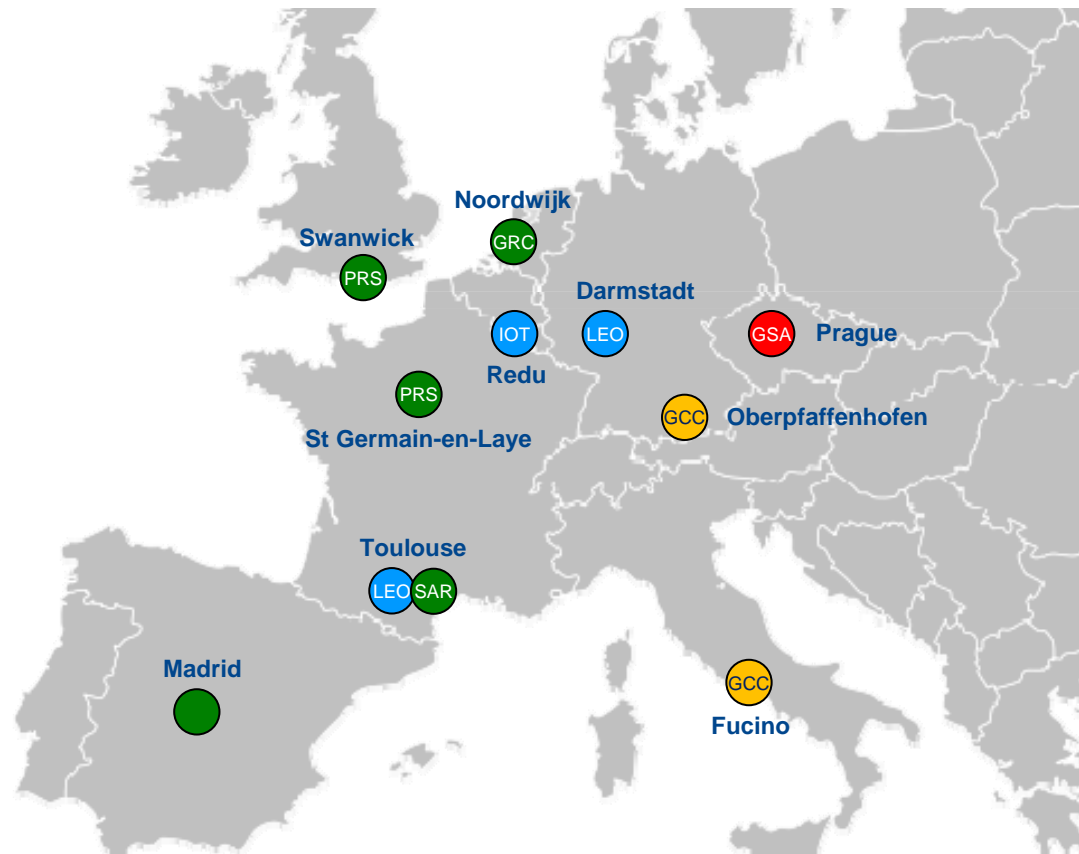 Noordwijk
GRC
Swanwick
PRS
Darmstadt
LEO
IOT
Redu
GSA
Prague
PRS
St Germain-en-Laye
GCC
Oberpfaffenhofen
Toulouse
LEO
SAR
Madrid
GCC
Fucino